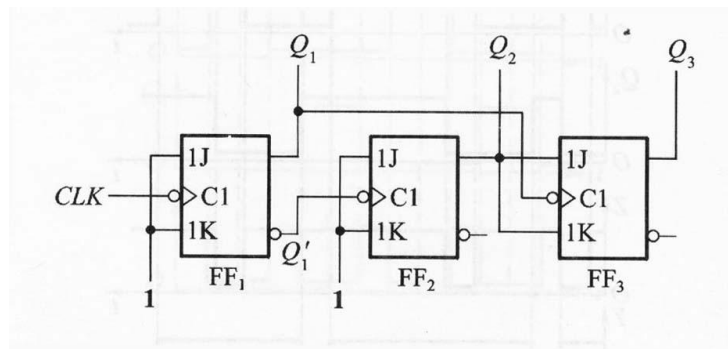 Q₁ Q₂ Q₃
1J 1J 1J
CLK C1 C1 C1
1K Q₁′ 1K 1K
FF₁ FF₂ FF₃
1 1